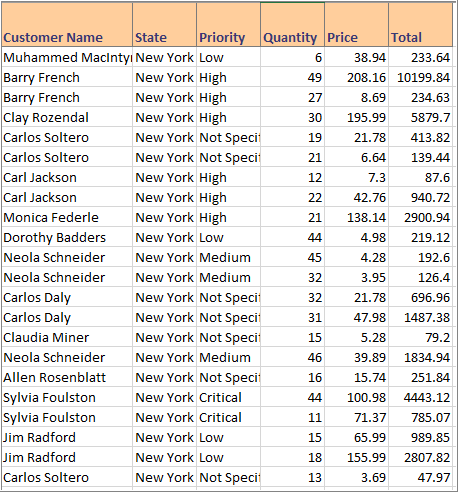 Customer Name State Priority Quantity Price Total
Muhammed MacInty New York Low 6 38.94 233.64
Barry French New York High 49 208.16 10199.84
Barry French New York High 27 8.69 234.63
Clay Rozendal New York High 30 195.99 5879.7
Carlos Soltero New York Not Specif 19 21.78 413.82
Carlos Soltero New York Not Specif 21 6.64 139.44
Carl Jackson New York High 12 7.3 87.6
Carl Jackson New York High 22 42.76 940.72
Monica Federle New York High 21 138.14 2900.94
Dorothy Badders New York Low 44 4.98 219.12
Neola Schneider New York Medium 45 4.28 192.6
Neola Schneider New York Medium 32 3.95 126.4
Carlos Daly New York Not Specif 32 21.78 696.96
Carlos Daly New York Not Specif 31 47.98 1487.38
Claudia Miner New York Not Specif 15 5.28 79.2
Neola Schneider New York Medium 46 39.89 1834.94
Allen Rosenblatt New York Not Specif 16 15.74 251.84
Sylvia Foulston New York Critical 44 100.98 4443.12
Sylvia Foulston New York Critical 11 71.37 785.07
Jim Radford New York Low 15 65.99 989.85
Jim Radford New York Low 18 155.99 2807.82
Carlos Soltero New York Not Specif 13 3.69 47.97